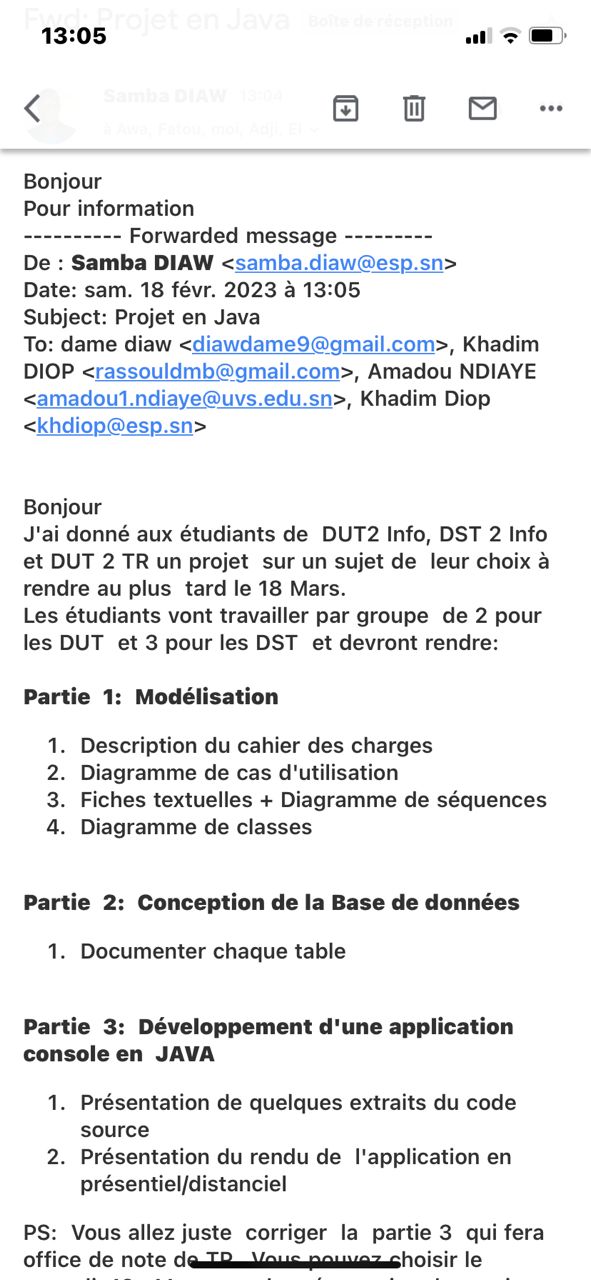 Fwd: Projet en Java Boîte de réception
13:05
Samba DIAW 13:04
à Awa, Fatou, moi, Adji, El
Bonjour
Pour information
---------- Forwarded message ---------
De : Samba DIAW <samba.diaw@esp.sn>
Date: sam. 18 févr. 2023 à 13:05
Subject: Projet en Java
To: dame diaw <diawdame9@gmail.com>, Khadim
DIOP <rassouldmb@gmail.com>, Amadou NDIAYE
<amadou1.ndiaye@uvs.edu.sn>, Khadim Diop
<khdiop@esp.sn>
Bonjour
J'ai donné aux étudiants de DUT2 Info, DST 2 Info
et DUT 2 TR un projet sur un sujet de leur choix à
rendre au plus tard le 18 Mars.
Les étudiants vont travailler par groupe de 2 pour
les DUT et 3 pour les DST et devront rendre:
Partie 1: Modélisation
1. Description du cahier des charges
2. Diagramme de cas d'utilisation
3. Fiches textuelles + Diagramme de séquences
4. Diagramme de classes
Partie 2: Conception de la Base de données
1. Documenter chaque table
Partie 3: Développement d'une application
console en JAVA
1. Présentation de quelques extraits du code
source
2. Présentation du rendu de l'application en
présentiel/distanciel
PS: Vous allez juste corriger la partie 3 qui fera
office de note de TP. Vous pouvez choisir le